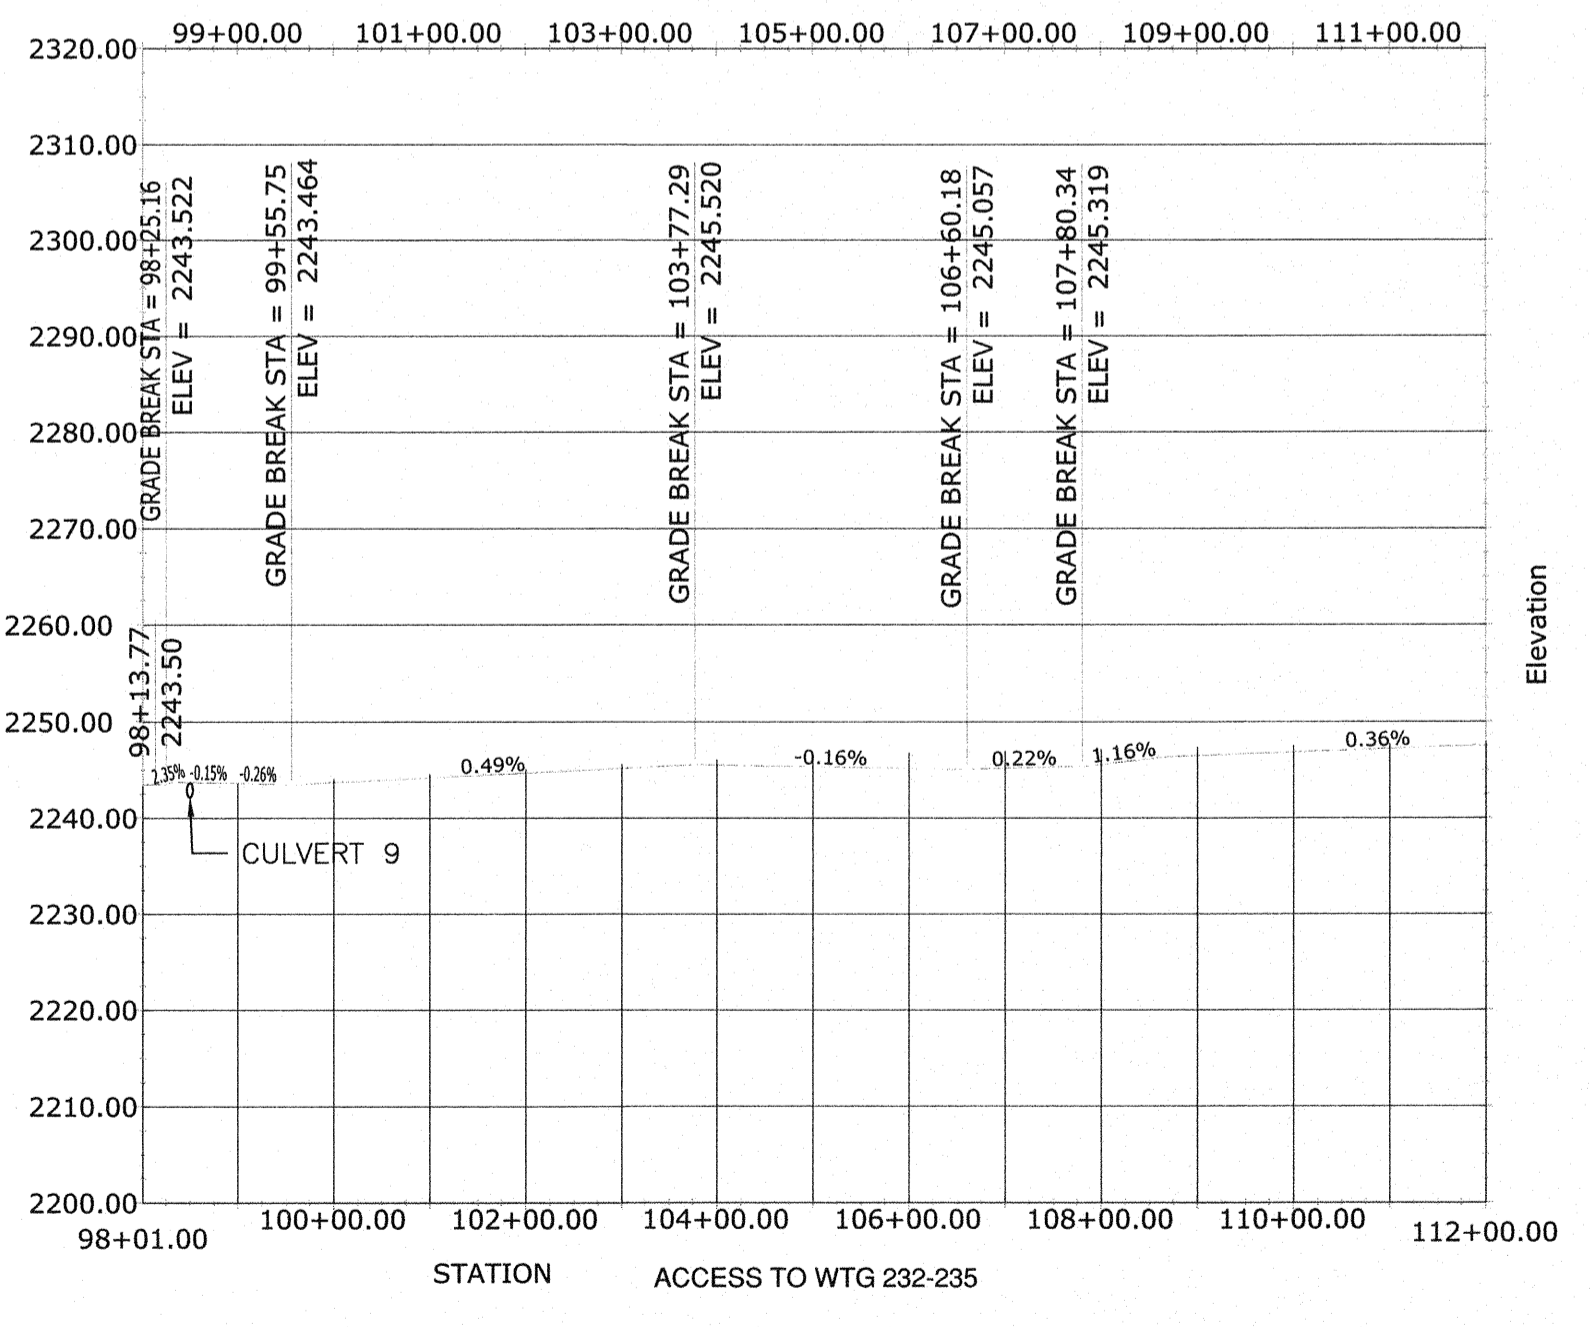 99+00.00 101+00.00 103+00.00 105+00.00 107+00.00 109+00.00 111+00.00
2320.00
2310.00
2300.00
2290.00
2280.00
2270.00
2260.00
2250.00
2240.00
2230.00
2220.00
2210.00
2200.00
GRADE BREAK STA = 98+25.16
ELEV = 2243.522
GRADE BREAK STA = 99+55.75
ELEV = 2243.464
GRADE BREAK STA = 103+77.29
ELEV = 2245.520
GRADE BREAK STA = 106+60.18
ELEV = 2245.057
GRADE BREAK STA = 107+80.34
ELEV = 2245.319
98+13.77
2243.50
Elevation
2.35% -0.15% -0.26% 0.49% -0.16% 0.22% 1.16% 0.36%
CULVERT 9
98+01.00 100+00.00 102+00.00 104+00.00 106+00.00 108+00.00 110+00.00 112+00.00
STATION ACCESS TO WTG 232-235